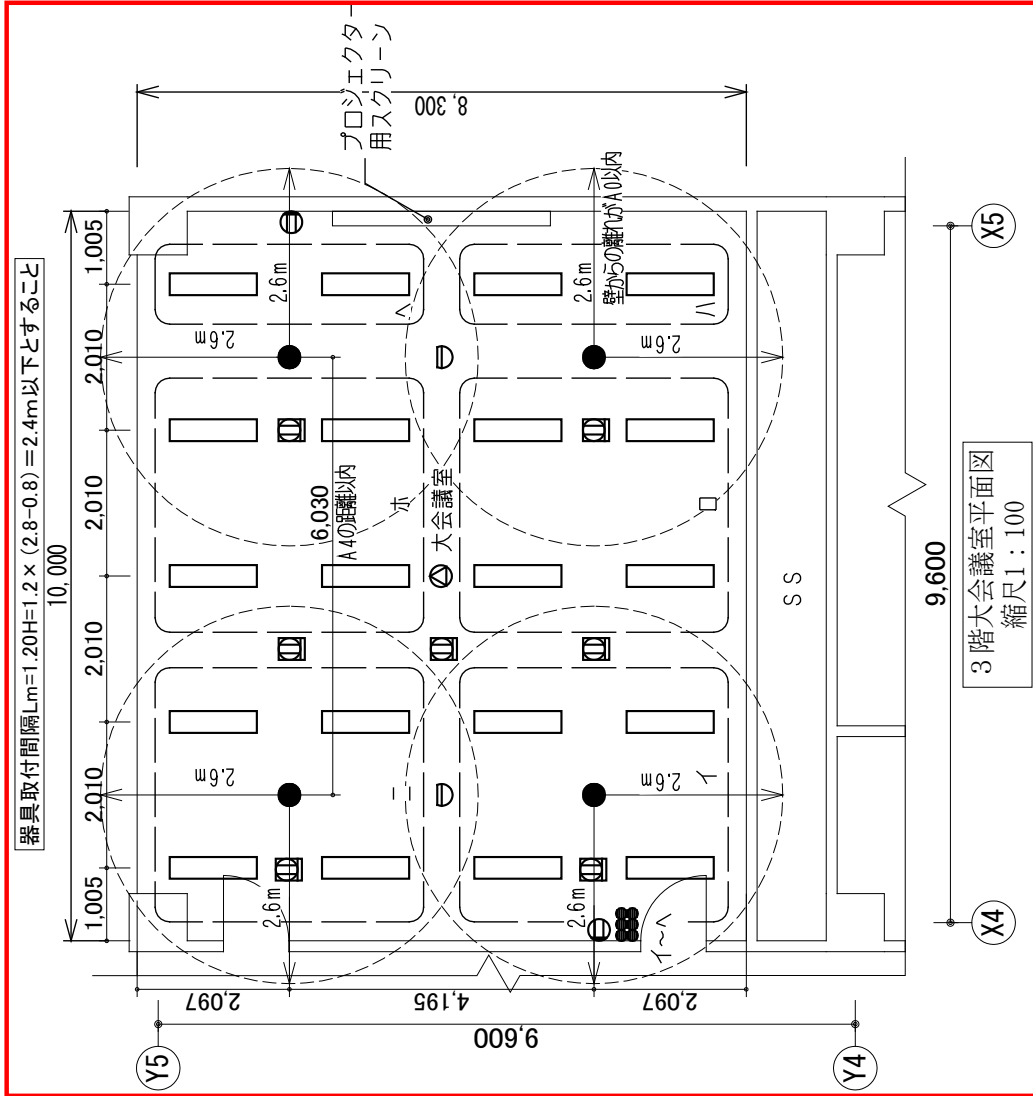 器具取付間隔Lm=1.20H=1.2×(2.8-0.8)=2.4m以下とすること
10,000
1,005
2,010
2,010
2,010
2,010
1,005
プロジェクター
用スクリーン
8,300
2.6m
2.6m
2.6m
2.6m
壁からの離れがA0以内
2.6m
2.6m
2.6m
2.6m
6,030
A4の距離以内
大会議室
ヘ
ホ
ニ
ハ
ロ
イ
イ~ヘ
SS
2,097
4,195
2,097
9,600
Y5
Y4
9,600
X4
X5
3階大会議室平面図
縮尺1:100